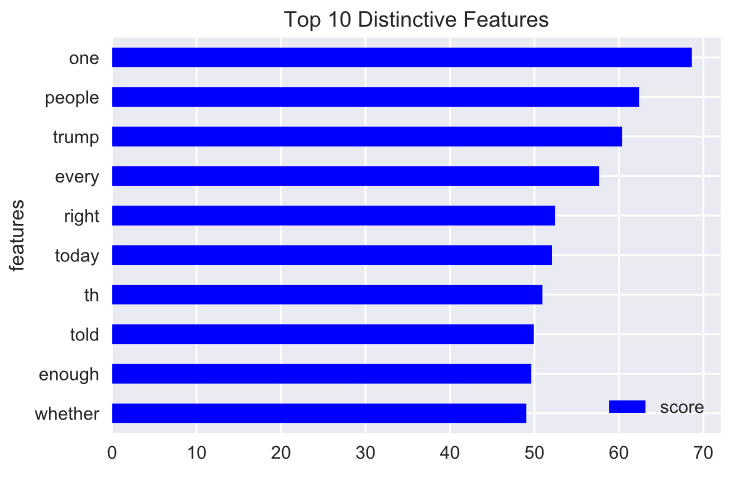 Top 10 Distinctive Features
one
people
trump
every
right
today
th
told
enough
whether
features
score
0 10 20 30 40 50 60 70